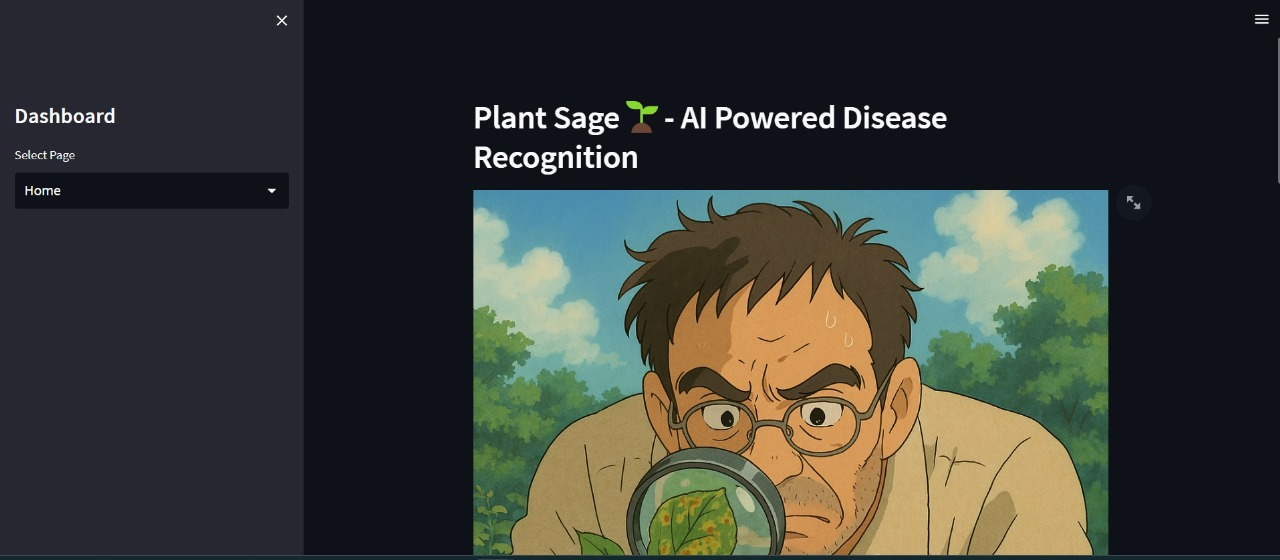 Dashboard
Select Page
Home
Plant Sage 🌱 - AI Powered Disease
Recognition